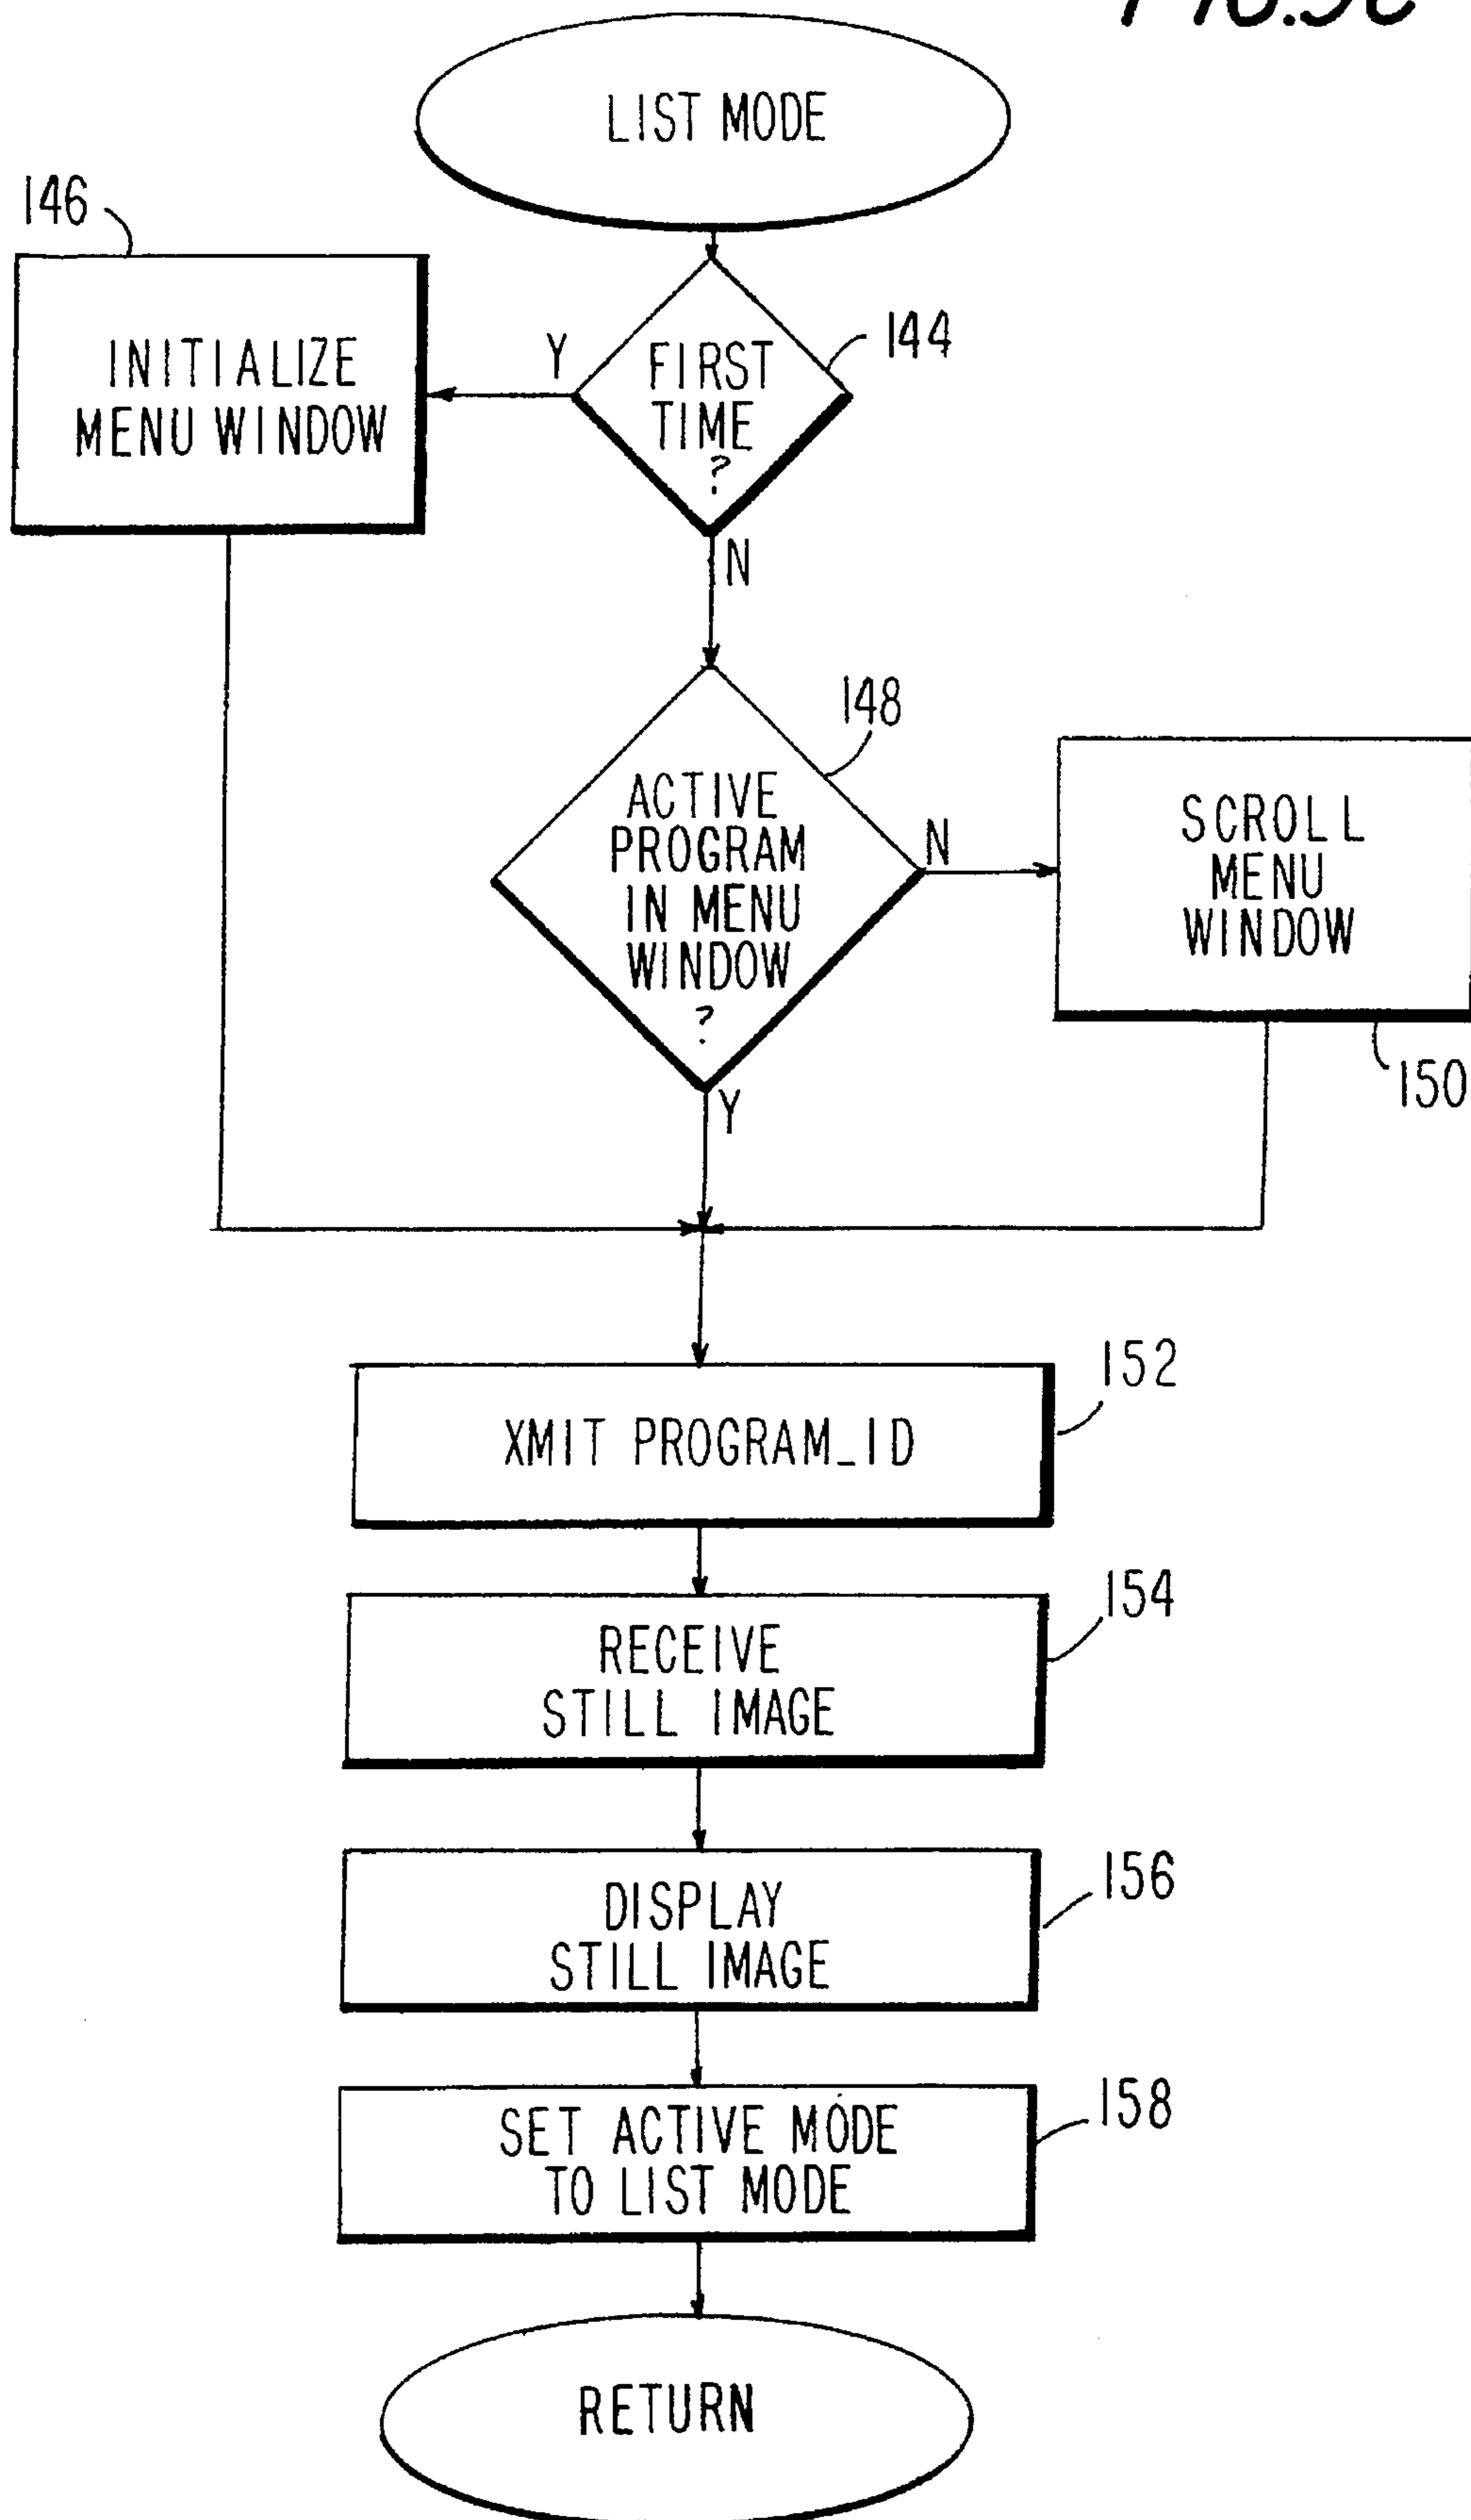 LIST MODE
146
144
Y
FIRST
TIME
?
INITIALIZE
MENU WINDOW
N
148
ACTIVE
PROGRAM
IN MENU
WINDOW
?
N
SCROLL
MENU
WINDOW
150
Y
152
XMIT PROGRAM_ID
154
RECEIVE
STILL IMAGE
156
DISPLAY
STILL IMAGE
158
SET ACTIVE MODE
TO LIST MODE
RETURN